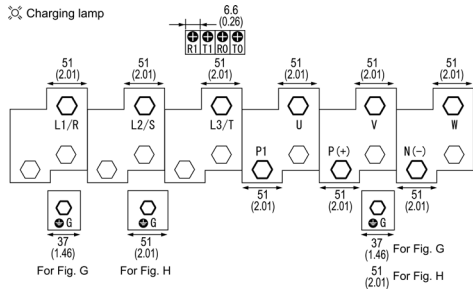 Charging lamp
6.6
(0.26)
R1 T1 R0 T0
51 51 51 51 51 51
(2.01) (2.01) (2.01) (2.01) (2.01) (2.01)
L1/R L2/S L3/T U V W
P1 P(+) N(−)
51 51 51
(2.01) (2.01) (2.01)
G G G
37 51 37
(1.46) (2.01) (1.46) For Fig. G
For Fig. G For Fig. H
51
(2.01) For Fig. H